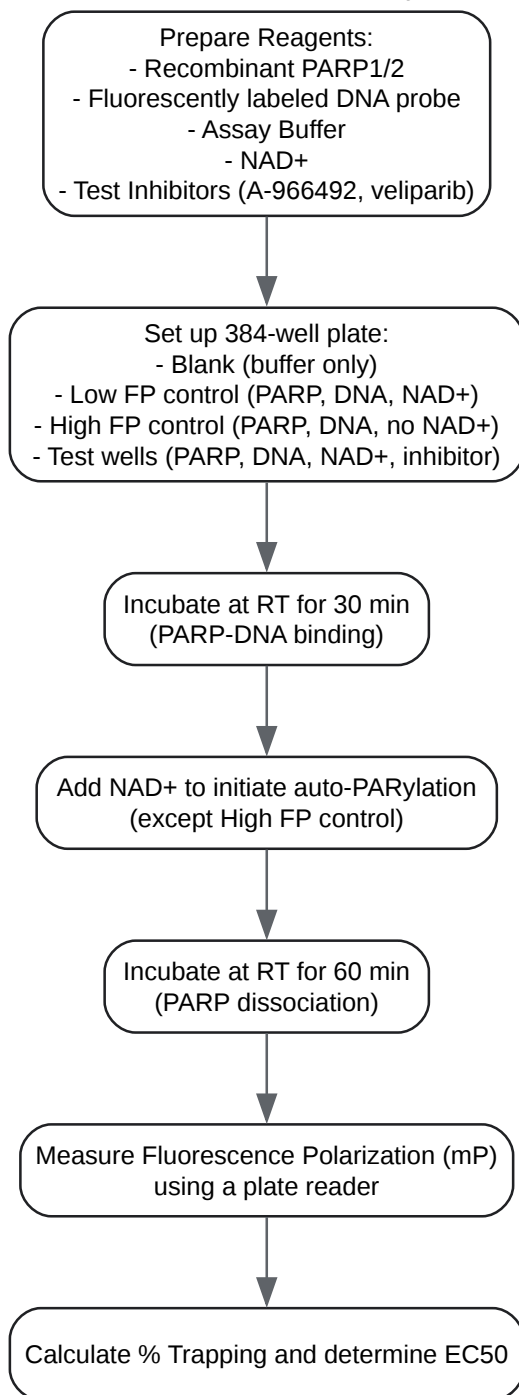 Prepare Reagents:
- Recombinant PARP1/2
- Fluorescently labeled DNA probe
- Assay Buffer
- NAD+
- Test Inhibitors (A-966492, veliparib)
Set up 384-well plate:
- Blank (buffer only)
- Low FP control (PARP, DNA, NAD+)
- High FP control (PARP, DNA, no NAD+)
- Test wells (PARP, DNA, NAD+, inhibitor)
Incubate at RT for 30 min
(PARP-DNA binding)
Add NAD+ to initiate auto-PARylation
(except High FP control)
Incubate at RT for 60 min
(PARP dissociation)
Measure Fluorescence Polarization (mP)
using a plate reader
Calculate % Trapping and determine EC50